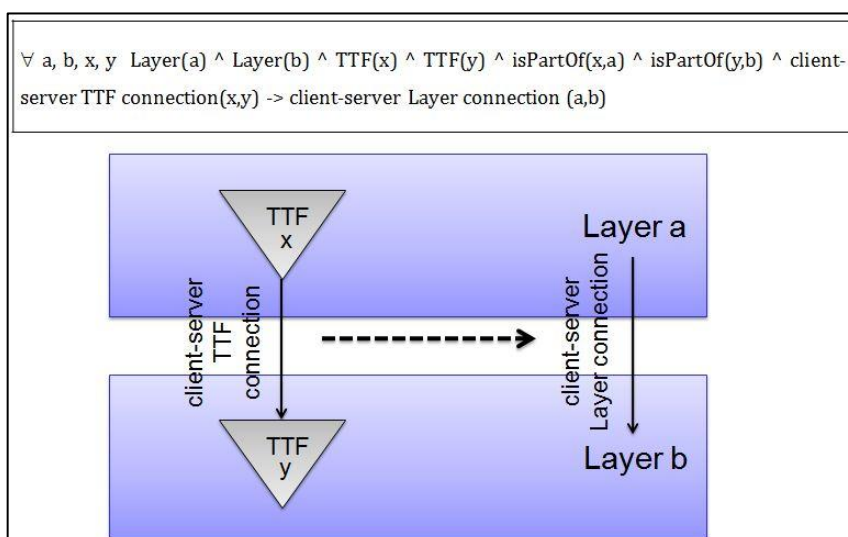 ∀ a, b, x, y Layer(a) ^ Layer(b) ^ TTF(x) ^ TTF(y) ^ isPartOf(x,a) ^ isPartOf(y,b) ^ client-
server TTF connection(x,y) -> client-server Layer connection (a,b)
TTF
x
Layer a
client-server
TTF
connection
client-server
Layer connection
TTF
y
Layer b